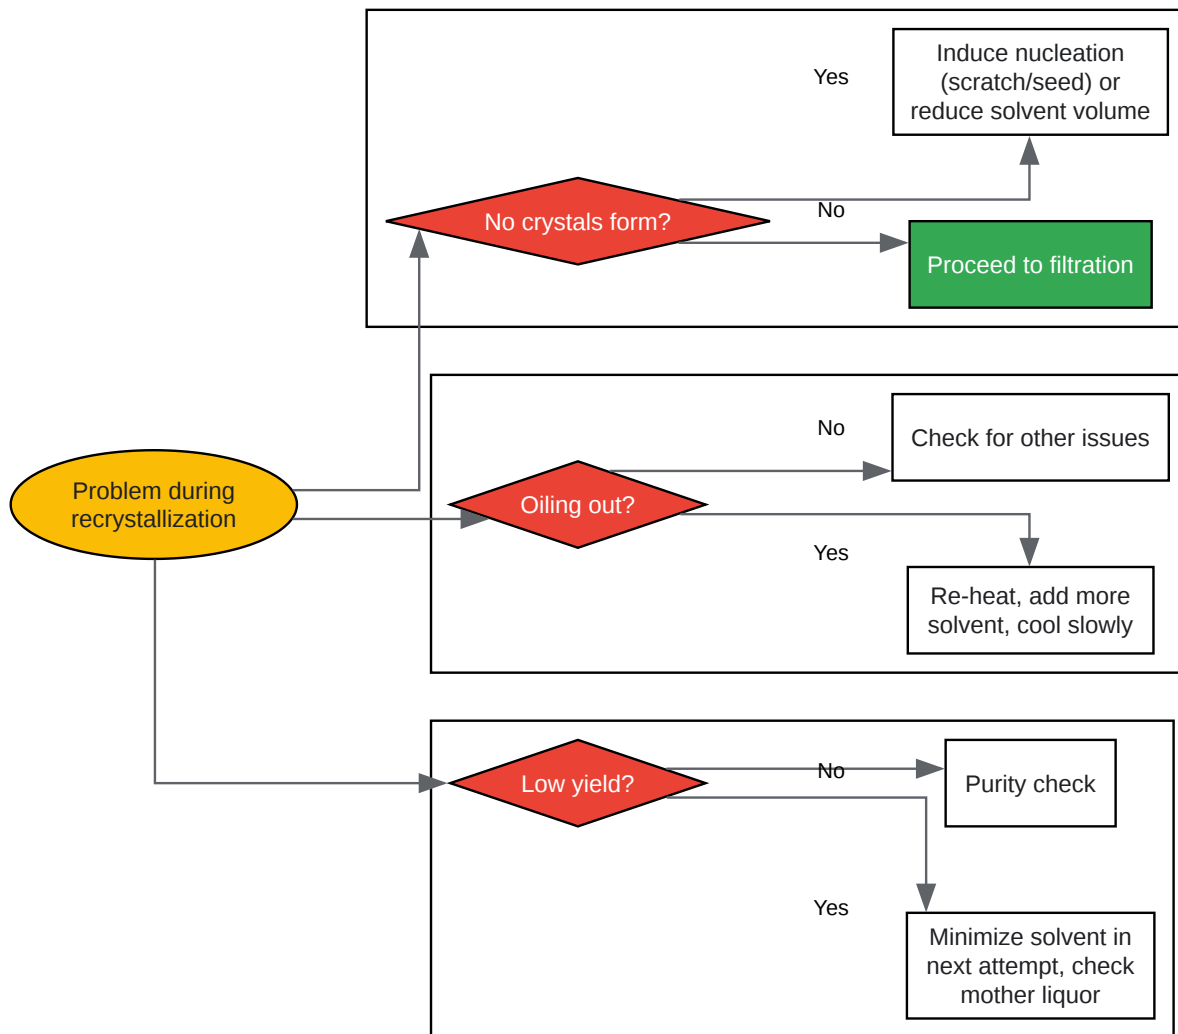 Yes
Induce nucleation
(scratch/seed) or
reduce solvent volume
No crystals form?
No
Proceed to filtration
Problem during
recrystallization
No
Check for other issues
Oiling out?
Yes
Re-heat, add more
solvent, cool slowly
Low yield?
No
Purity check
Yes
Minimize solvent in
next attempt, check
mother liquor